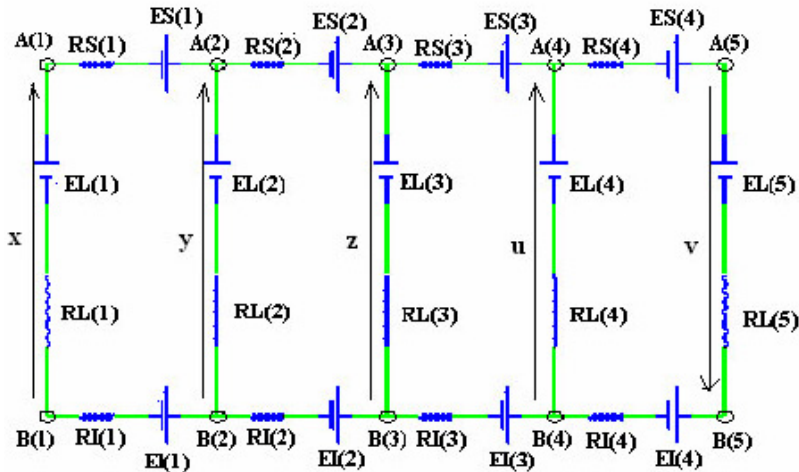 ES(1) ES(2) ES(3) ES(4)
A(1) RS(1) A(2) RS(2) A(3) RS(3) A(4) RS(4) A(5)
EL(1) EL(2) EL(3) EL(4) EL(5)
x y z u v
RL(1) RL(2) RL(3) RL(4) RL(5)
B(1) RI(1) B(2) RI(2) B(3) RI(3) B(4) RI(4) B(5)
EI(1) EI(2) EI(3) EI(4)